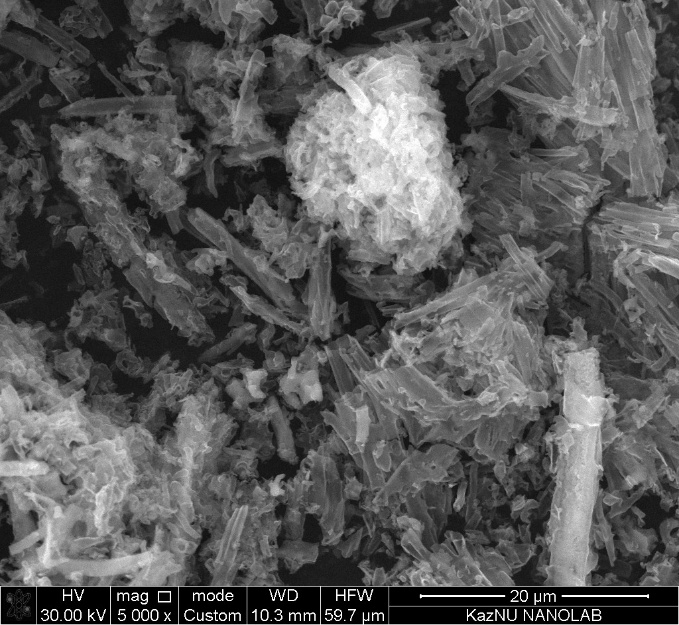 HV mag □ mode WD HFW 20 µm
30.00 kV 5 000 x Custom 10.3 mm 59.7 µm KazNU NANOLAB